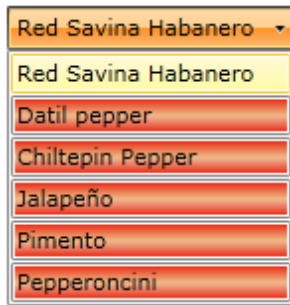 Red Savina Habanero
Red Savina Habanero
Datil pepper
Chiltepin Pepper
Jalapeño
Pimento
Pepperoncini